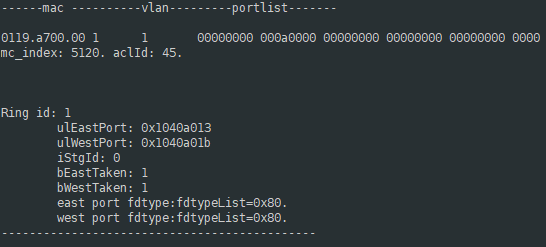 ------mac ----------vlan---------portlist-------
0119.a700.00 1      1       00000000 000a0000 00000000 00000000 00000000 0000
mc_index: 5120. aclId: 45.
Ring id: 1
        ulEastPort: 0x1040a013
        ulWestPort: 0x1040a01b
        iStgId: 0
        bEastTaken: 1
        bWestTaken: 1
        east port fdtype:fdtypeList=0x80.
        west port fdtype:fdtypeList=0x80.
---------------------------------------------